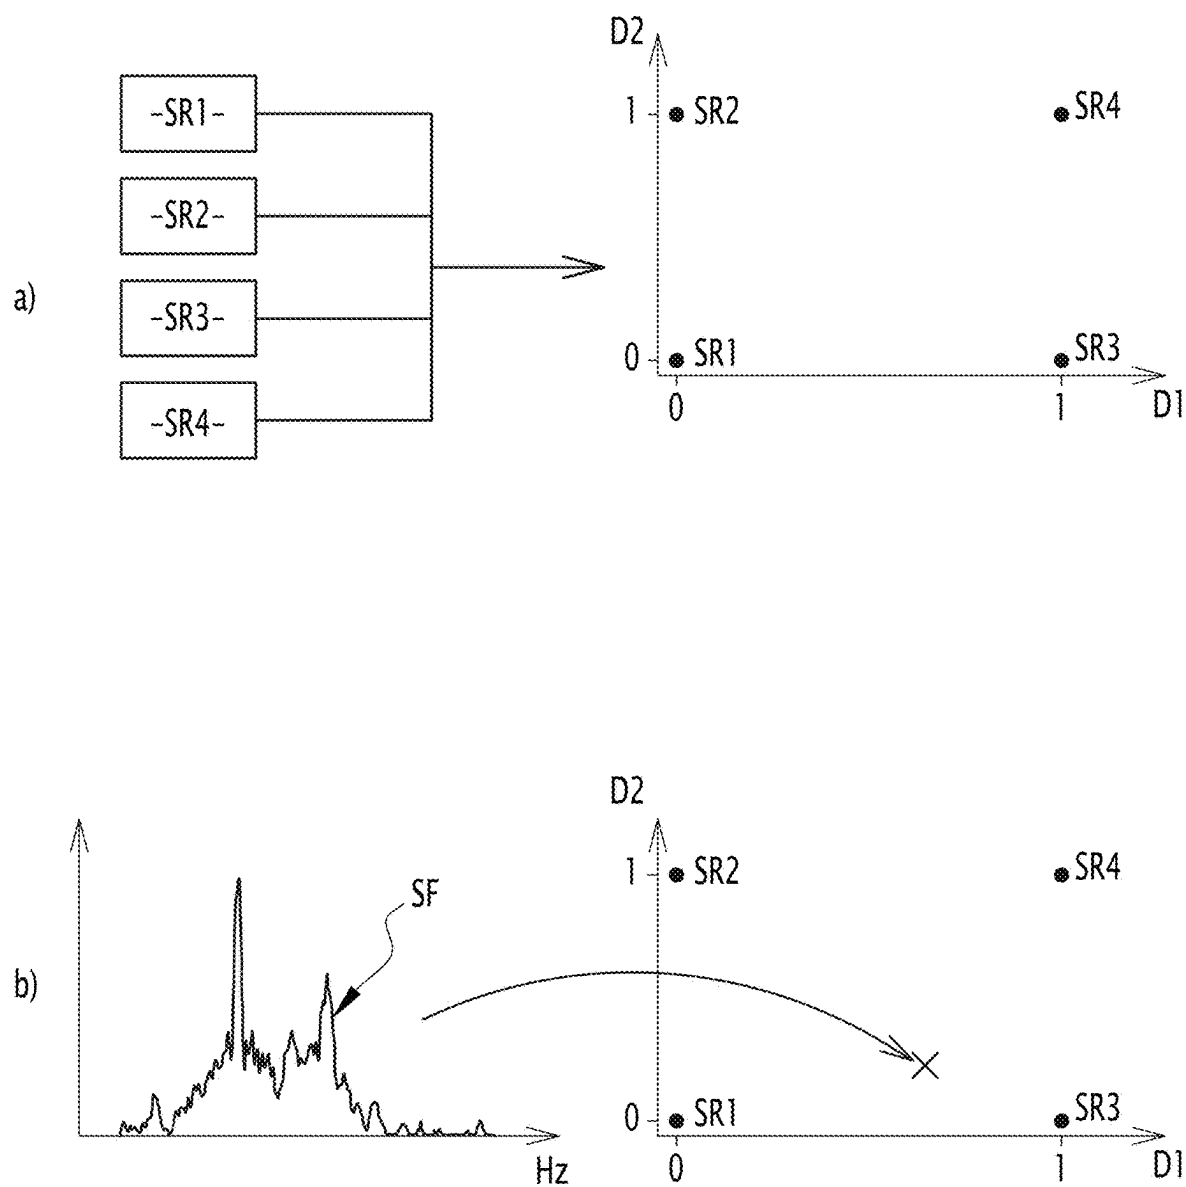 D2
-SR1-
1
SR2
SR4
-SR2-
a)
-SR3-
0
SR1
SR3
-SR4-
0
1
D1
D2
1
SR2
SR4
SF
b)
0
SR1
SR3
Hz
0
1
D1